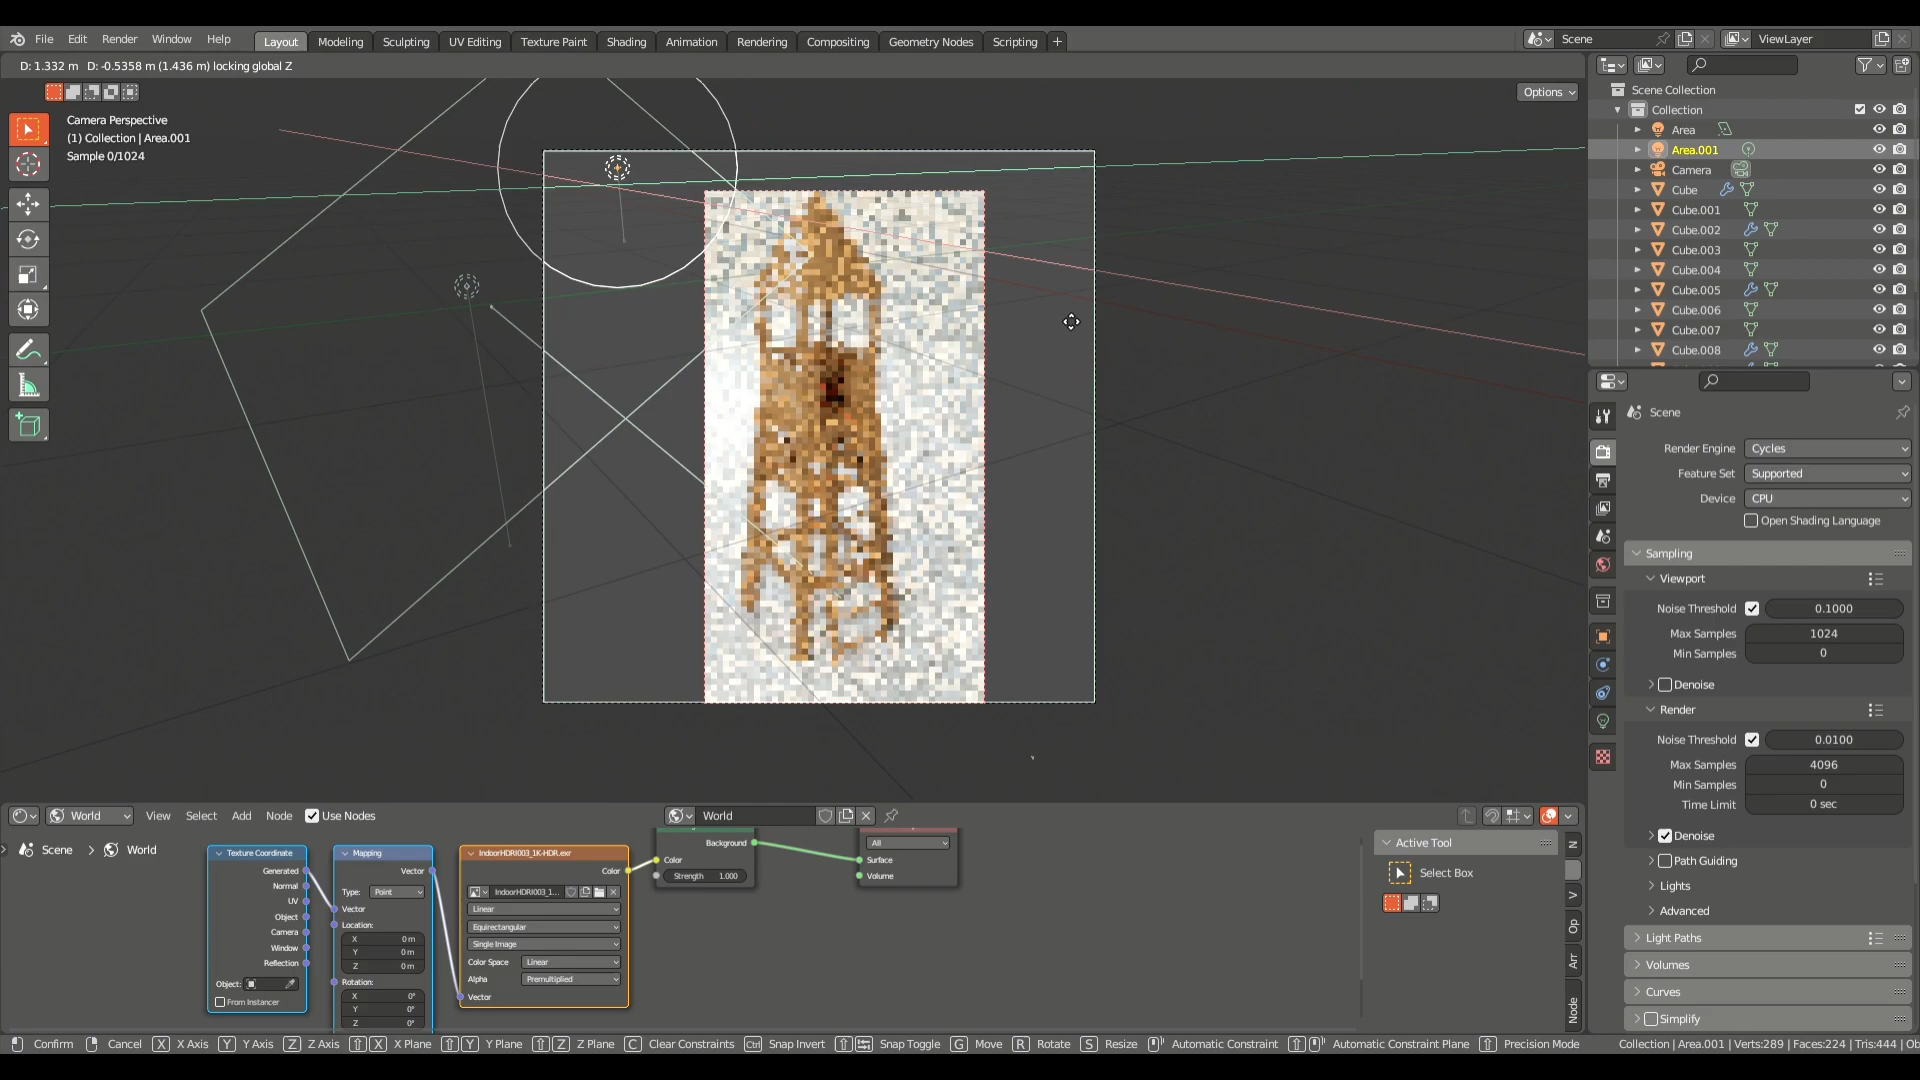 File Edit Render Window Help Layout Modeling Sculpting UV Editing Texture Paint Shading Animation Rendering Compositing Geometry Nodes Scripting + Scene ViewLayer
D: 1.332 m D: -0.5358 m (1.436 m) locking global Z
Options
Camera Perspective
(1) Collection | Area.001
Sample 0/1024
Scene Collection
Collection
Area
Area.001
Camera
Cube
Cube.001
Cube.002
Cube.003
Cube.004
Cube.005
Cube.006
Cube.007
Cube.008
Scene
Render Engine Cycles
Feature Set Supported
Device CPU
Open Shading Language
Sampling
Viewport
Noise Threshold 0.1000
Max Samples 1024
Min Samples 0
Denoise
Render
Noise Threshold 0.0100
Max Samples 4096
Min Samples 0
Time Limit 0 sec
Denoise
Path Guiding
Lights
Advanced
Light Paths
Volumes
Curves
Simplify
World View Select Add Node Use Nodes World
Scene > World
Texture Coordinate
Generated
Normal
UV
Object
Camera
Window
Reflection
Object:
From Instancer
Mapping
Vector
Type: Point
Vector
Location:
X 0 m
Y 0 m
Z 0 m
Rotation:
X 0°
Y 0°
Z 0°
IndoorHDRI003_1K-HDR.exr
Color
IndoorHDRI003_1...
Linear
Equirectangular
Single Image
Color Space Linear
Alpha Premultiplied
Vector
Background
Color
Strength 1.000
All
Surface
Volume
Active Tool
Select Box
N
V
Op
Arr
Node
Confirm Cancel X X Axis Y Y Axis Z Z Axis X X Plane Y Y Plane Z Z Plane C Clear Constraints Ctrl Snap Invert Snap Toggle G Move R Rotate S Resize Automatic Constraint Automatic Constraint Plane Precision Mode Collection | Area.001 | Verts:289 | Faces:224 | Tris:444 | Ob